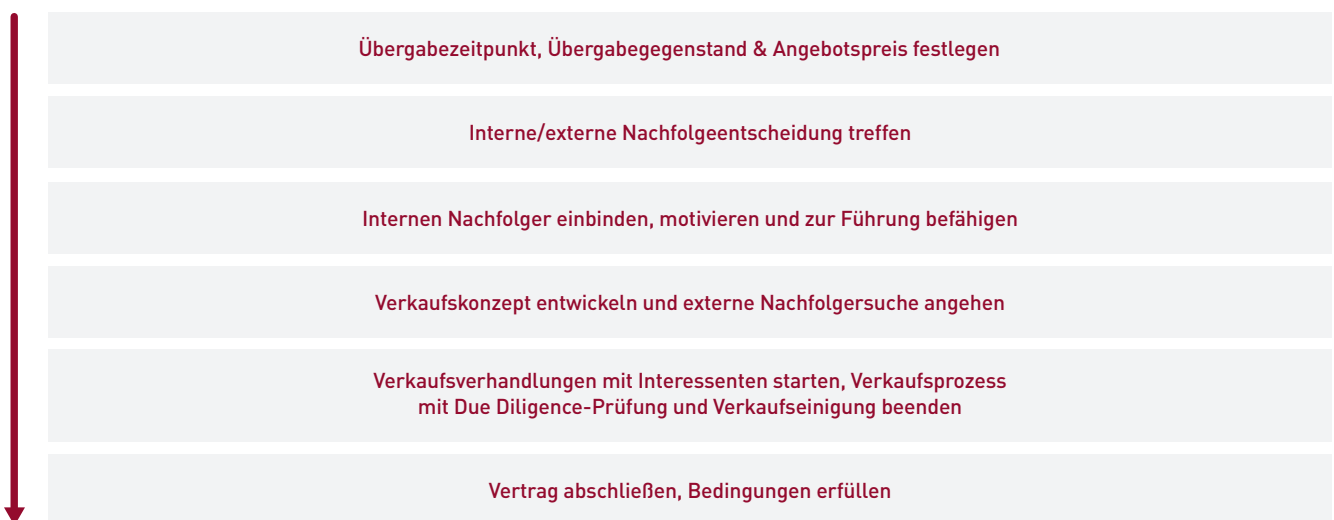 Übergabezeitpunkt, Übergabegegenstand & Angebotspreis festlegen
Interne/externe Nachfolgeentscheidung treffen
Internen Nachfolger einbinden, motivieren und zur Führung befähigen
Verkaufskonzept entwickeln und externe Nachfolgersuche angehen
Verkaufsverhandlungen mit Interessenten starten, Verkaufsprozess
mit Due Diligence-Prüfung und Verkaufseinigung beenden
Vertrag abschließen, Bedingungen erfüllen